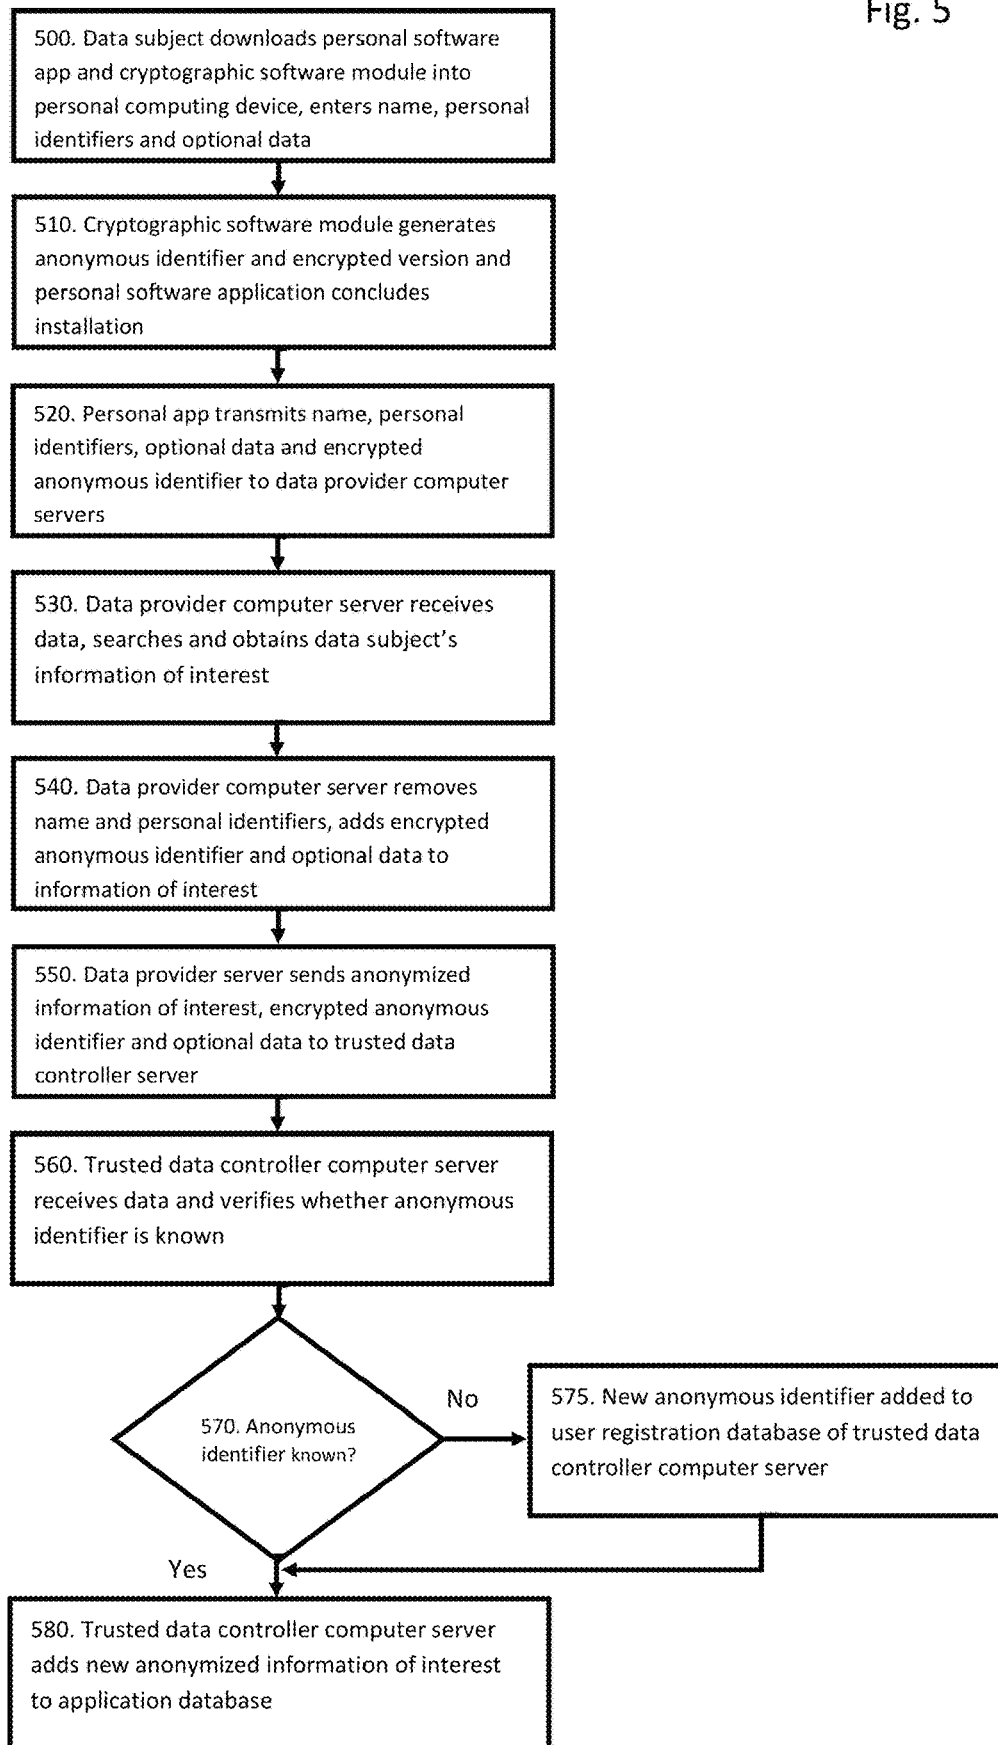 Fig. 5
500. Data subject downloads personal software
app and cryptographic software module into
personal computing device, enters name, personal
identifiers and optional data
510. Cryptographic software module generates
anonymous identifier and encrypted version and
personal software application concludes
installation
520. Personal app transmits name, personal
identifiers, optional data and encrypted
anonymous identifier to data provider computer
servers
530. Data provider computer server receives
data, searches and obtains data subject's
information of interest
540. Data provider computer server removes
name and personal identifiers, adds encrypted
anonymous identifier and optional data to
information of interest
550. Data provider server sends anonymized
information of interest, encrypted anonymous
identifier and optional data to trusted data
controller server
560. Trusted data controller computer server
receives data and verifies whether anonymous
identifier is known
570. Anonymous
identifier known?
No
575. New anonymous identifier added to
user registration database of trusted data
controller computer server
Yes
580. Trusted data controller computer server
adds new anonymized information of interest
to application database